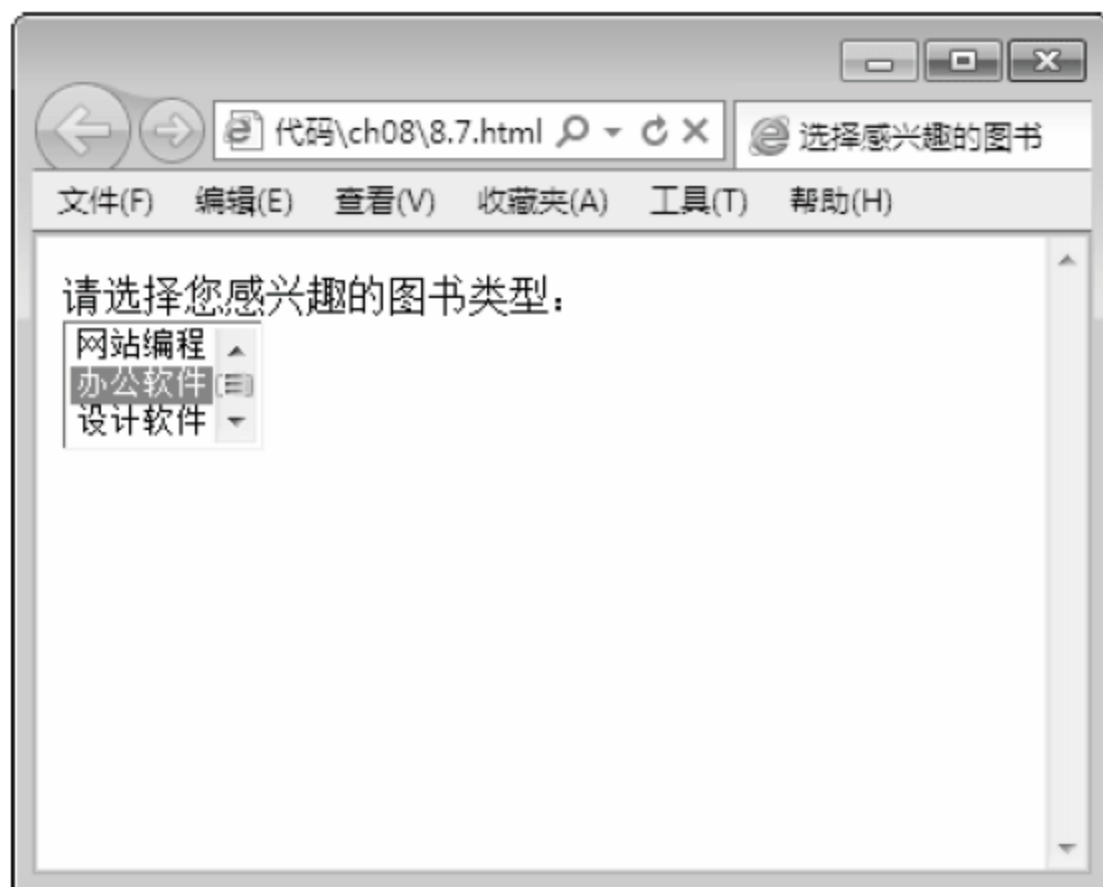 代码\ch08\8.7.html 选择感兴趣的图书
文件(F) 编辑(E) 查看(V) 收藏夹(A) 工具(T) 帮助(H)
请选择您感兴趣的图书类型：
网站编程
办公软件
设计软件